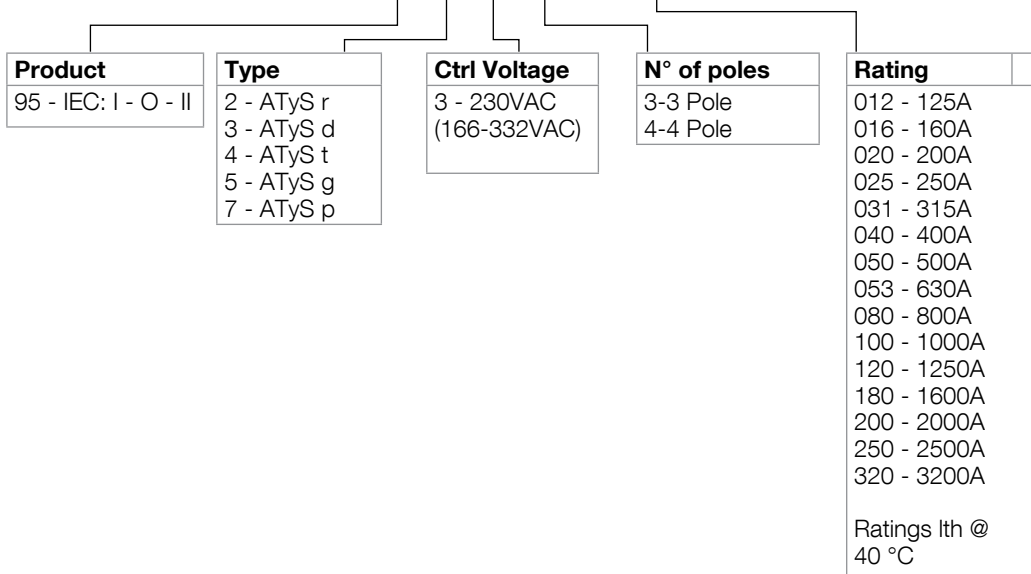 Product
95 - IEC: I - O - II
Type
2 - ATyS r
3 - ATyS d
4 - ATyS t
5 - ATyS g
7 - ATyS p
Ctrl Voltage
3 - 230VAC
(166-332VAC)
N° of poles
3-3 Pole
4-4 Pole
Rating
012 - 125A
016 - 160A
020 - 200A
025 - 250A
031 - 315A
040 - 400A
050 - 500A
053 - 630A
080 - 800A
100 - 1000A
120 - 1250A
180 - 1600A
200 - 2000A
250 - 2500A
320 - 3200A
Ratings Ith @
40 °C